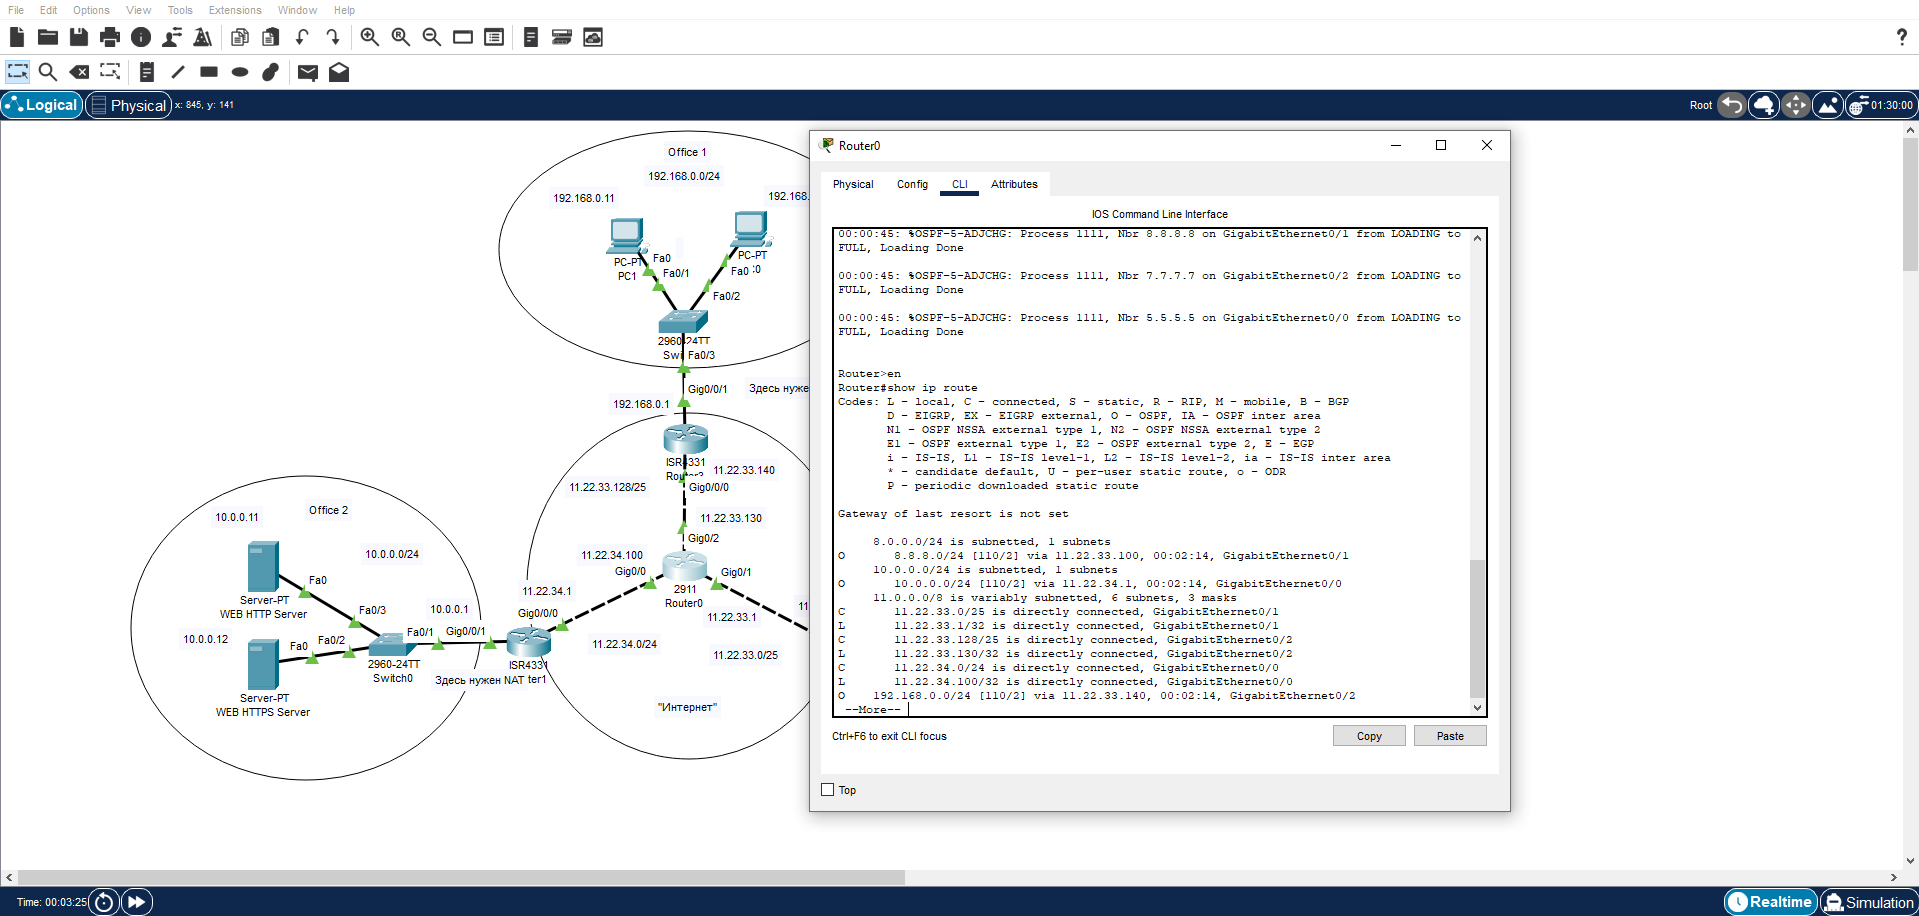 File Edit Options View Tools Extensions Window Help
Logical Physical x: 845, y: 141
Root 01:30:00
Office 1
192.168.0.0/24
192.168.0.11
192.168.
PC-PT
PC1
Fa0
Fa0/1
PC-PT
Fa0 :0
Fa0/2
2960-24TT
Swi Fa0/3
Gig0/0/1
Здесь нуже
192.168.0.1
ISR4331
11.22.33.140
11.22.33.128/25
Gig0/0/0
11.22.33.130
Gig0/2
11.22.34.100
Gig0/0
Gig0/1
2911
Router0
11.22.34.1
Gig0/0/0
11.22.33.1
11
11.22.34.0/24
11.22.33.0/25
"Интернет"
Office 2
10.0.0.11
10.0.0.0/24
Fa0
Server-PT
WEB HTTP Server
Fa0/3
10.0.0.1
10.0.0.12
Fa0
Fa0/2
Fa0/1
Gig0/0/1
2960-24TT
Switch0
ISR4331
Здесь нужен NAT ter1
Server-PT
WEB HTTPS Server
Router0
Physical Config CLI Attributes
IOS Command Line Interface
00:00:45: %OSPF-5-ADJCHG: Process 1111, Nbr 8.8.8.8 on GigabitEthernet0/1 from LOADING to
FULL, Loading Done
00:00:45: %OSPF-5-ADJCHG: Process 1111, Nbr 7.7.7.7 on GigabitEthernet0/2 from LOADING to
FULL, Loading Done
00:00:45: %OSPF-5-ADJCHG: Process 1111, Nbr 5.5.5.5 on GigabitEthernet0/0 from LOADING to
FULL, Loading Done
Router>en
Router#show ip route
Codes: L - local, C - connected, S - static, R - RIP, M - mobile, B - BGP
D - EIGRP, EX - EIGRP external, O - OSPF, IA - OSPF inter area
N1 - OSPF NSSA external type 1, N2 - OSPF NSSA external type 2
E1 - OSPF external type 1, E2 - OSPF external type 2, E - EGP
i - IS-IS, L1 - IS-IS level-1, L2 - IS-IS level-2, ia - IS-IS inter area
* - candidate default, U - per-user static route, o - ODR
P - periodic downloaded static route
Gateway of last resort is not set
8.0.0.0/24 is subnetted, 1 subnets
O 8.8.8.0/24 [110/2] via 11.22.33.100, 00:02:14, GigabitEthernet0/1
10.0.0.0/24 is subnetted, 1 subnets
O 10.0.0.0/24 [110/2] via 11.22.34.1, 00:02:14, GigabitEthernet0/0
11.0.0.0/8 is variably subnetted, 6 subnets, 3 masks
C 11.22.33.0/25 is directly connected, GigabitEthernet0/1
L 11.22.33.1/32 is directly connected, GigabitEthernet0/1
C 11.22.33.128/25 is directly connected, GigabitEthernet0/2
L 11.22.33.130/32 is directly connected, GigabitEthernet0/2
C 11.22.34.0/24 is directly connected, GigabitEthernet0/0
L 11.22.34.100/32 is directly connected, GigabitEthernet0/0
O 192.168.0.0/24 [110/2] via 11.22.33.140, 00:02:14, GigabitEthernet0/2
--More--
Ctrl+F6 to exit CLI focus
Copy Paste
Top
Time: 00:03:25
Realtime Simulation